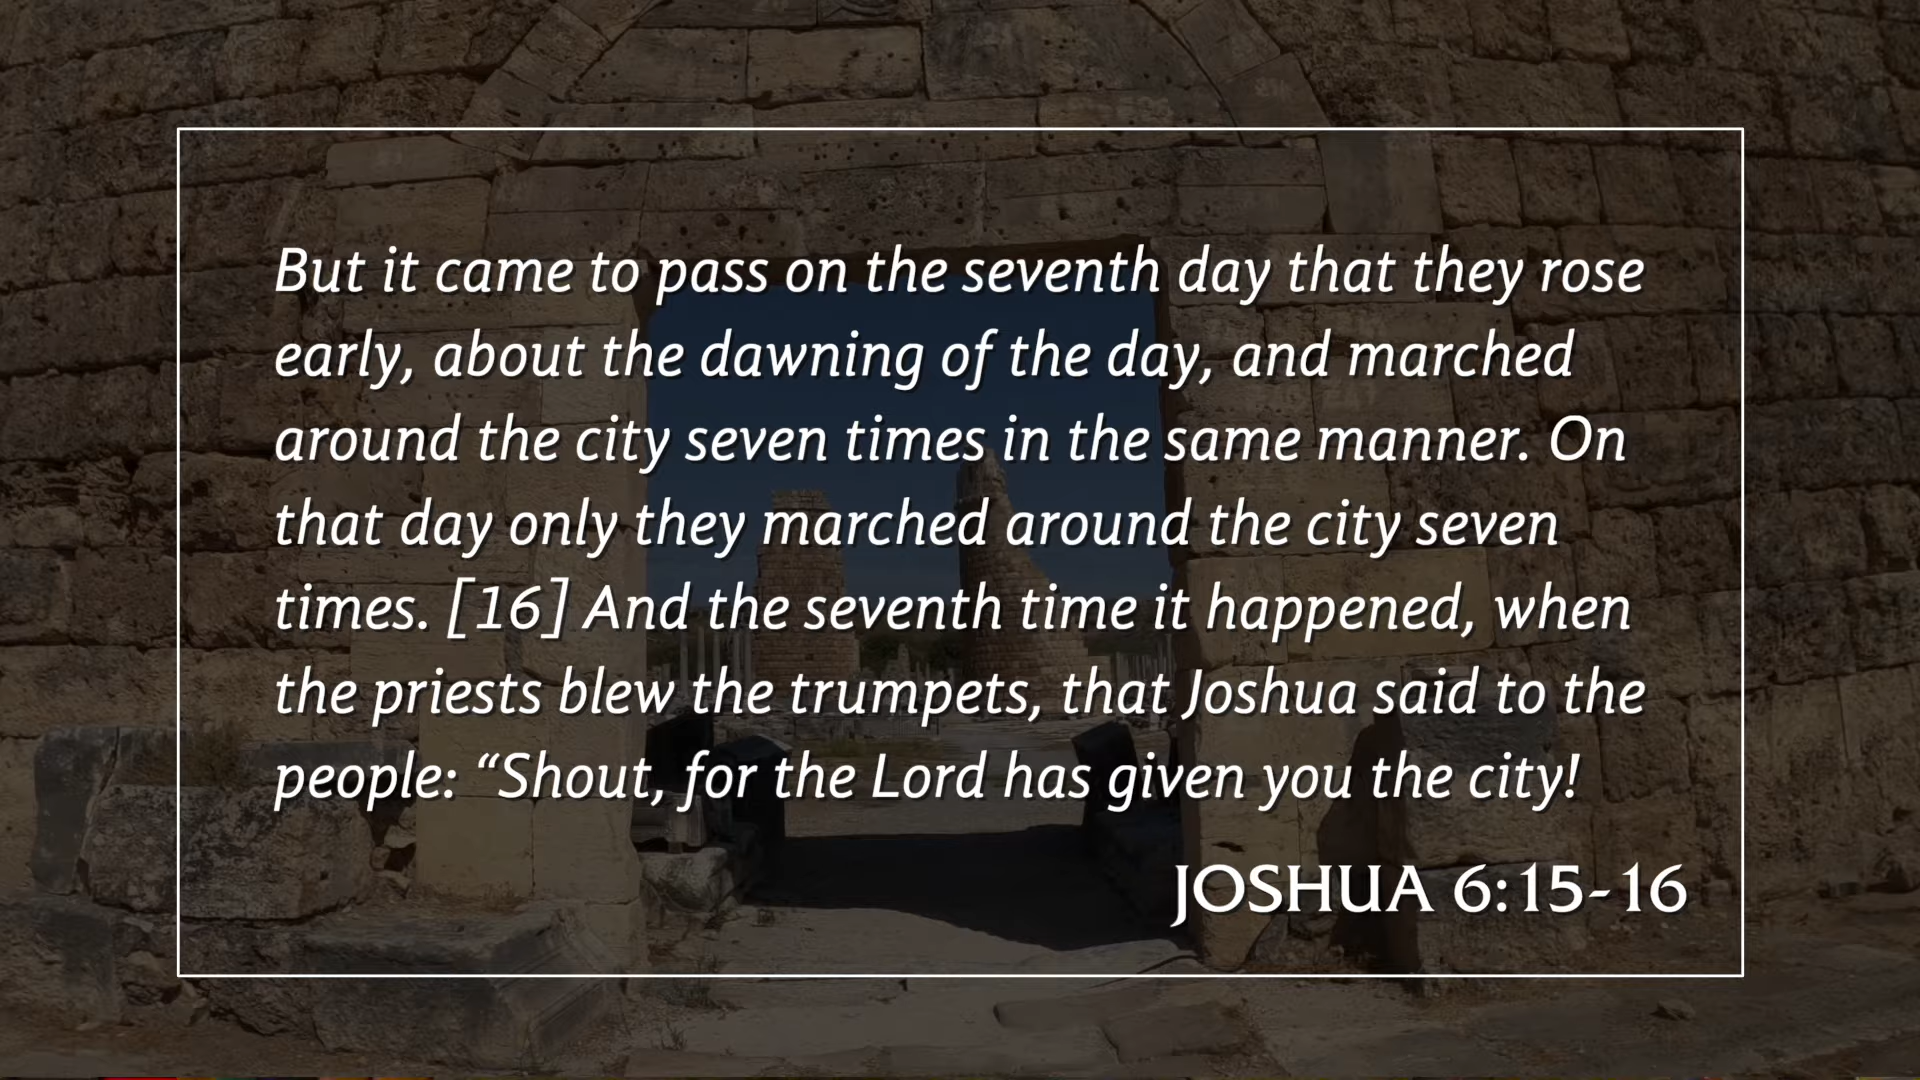 But it came to pass on the seventh day that they rose
early, about the dawning of the day, and marched
around the city seven times in the same manner. On
that day only they marched around the city seven
times. [16] And the seventh time it happened, when
the priests blew the trumpets, that Joshua said to the
people: “Shout, for the Lord has given you the city!
JOSHUA 6:15-16